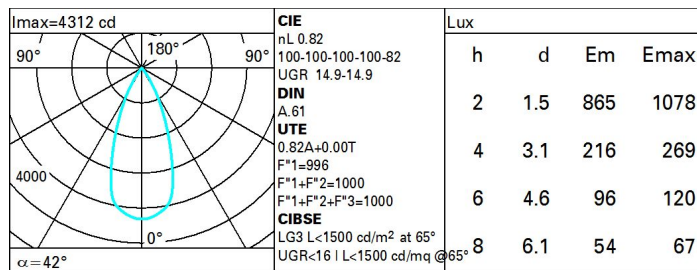 Imax=4312 cd
90°
180°
90°
4000
0°
α=42°
CIE
nL 0.82
100-100-100-100-82
UGR 14.9-14.9
DIN
A.61
UTE
0.82A+0.00T
F"1=996
F"1+F"2=1000
F"1+F"2+F"3=1000
CIBSE
LG3 L<1500 cd/m² at 65°
UGR<16 | L<1500 cd/mq @65°
Lux
h d Em Emax
2 1.5 865 1078
4 3.1 216 269
6 4.6 96 120
8 6.1 54 67